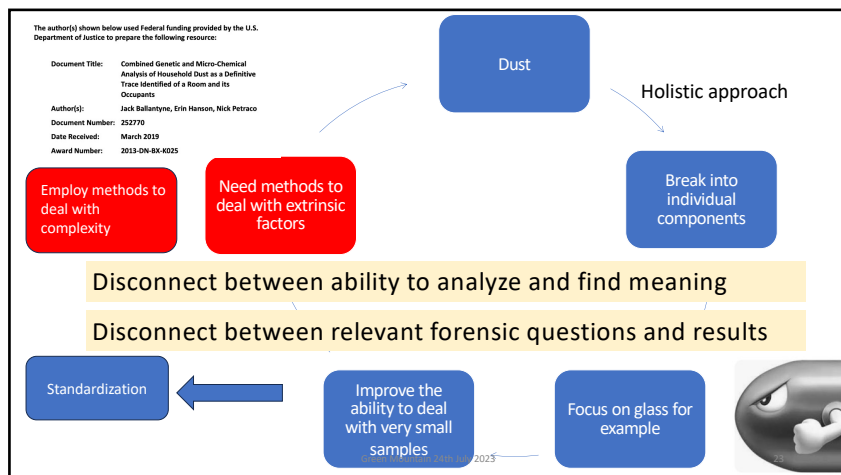 The author(s) shown below used Federal funding provided by the U.S.
Department of Justice to prepare the following resource:
Document Title: Combined Genetic and Micro-Chemical
Analysis of Household Dust as a Definitive
Trace Identified of a Room and its
Occupants
Author(s): Jack Ballantyne, Erin Hanson, Nick Petraco
Document Number: 252770
Date Received: March 2019
Award Number: 2013-DN-BX-K025
Dust
Holistic approach
Employ methods to
deal with
complexity
Need methods to
deal with extrinsic
factors
Break into
individual
components
Disconnect between ability to analyze and find meaning
Disconnect between relevant forensic questions and results
Standardization
Improve the
ability to deal
with very small
samples
Focus on glass for
example
Green Mountain 24th July 2023
23